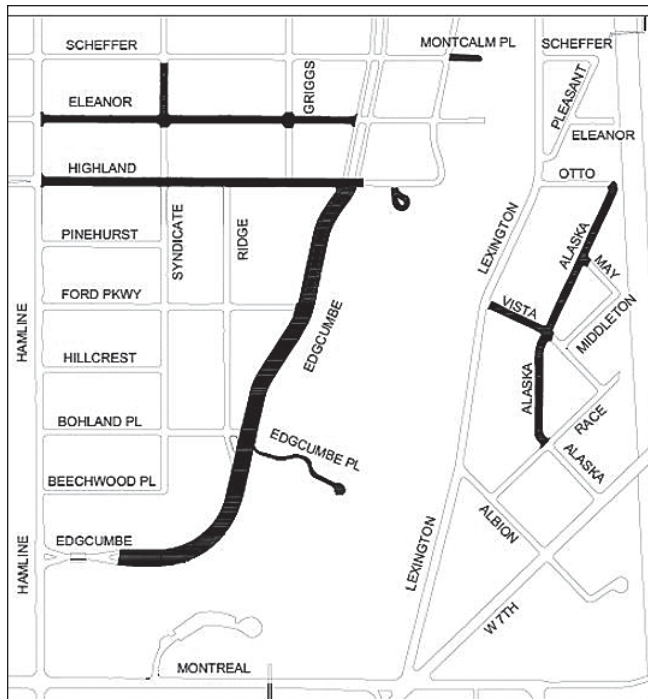 SCHEFFER
MONTCALM PL
SCHEFFER
ELEANOR
GRIGGS
PLEASANT
ELEANOR
HIGHLAND
OTTO
PINEHURST
SYNDICATE
RIDGE
LEXINGTON
ALASKA
MAY
FORD PKWY
HAMLINE
EDGCUMBE
VISTA
MIDDLETON
HILLCREST
ALASKA
BOHLAND PL
RACE
EDGCUMBE PL
ALASKA
BEECHWOOD PL
ALBION
EDGCUMBE
HAMLINE
LEXINGTON
W 7TH
MONTREAL